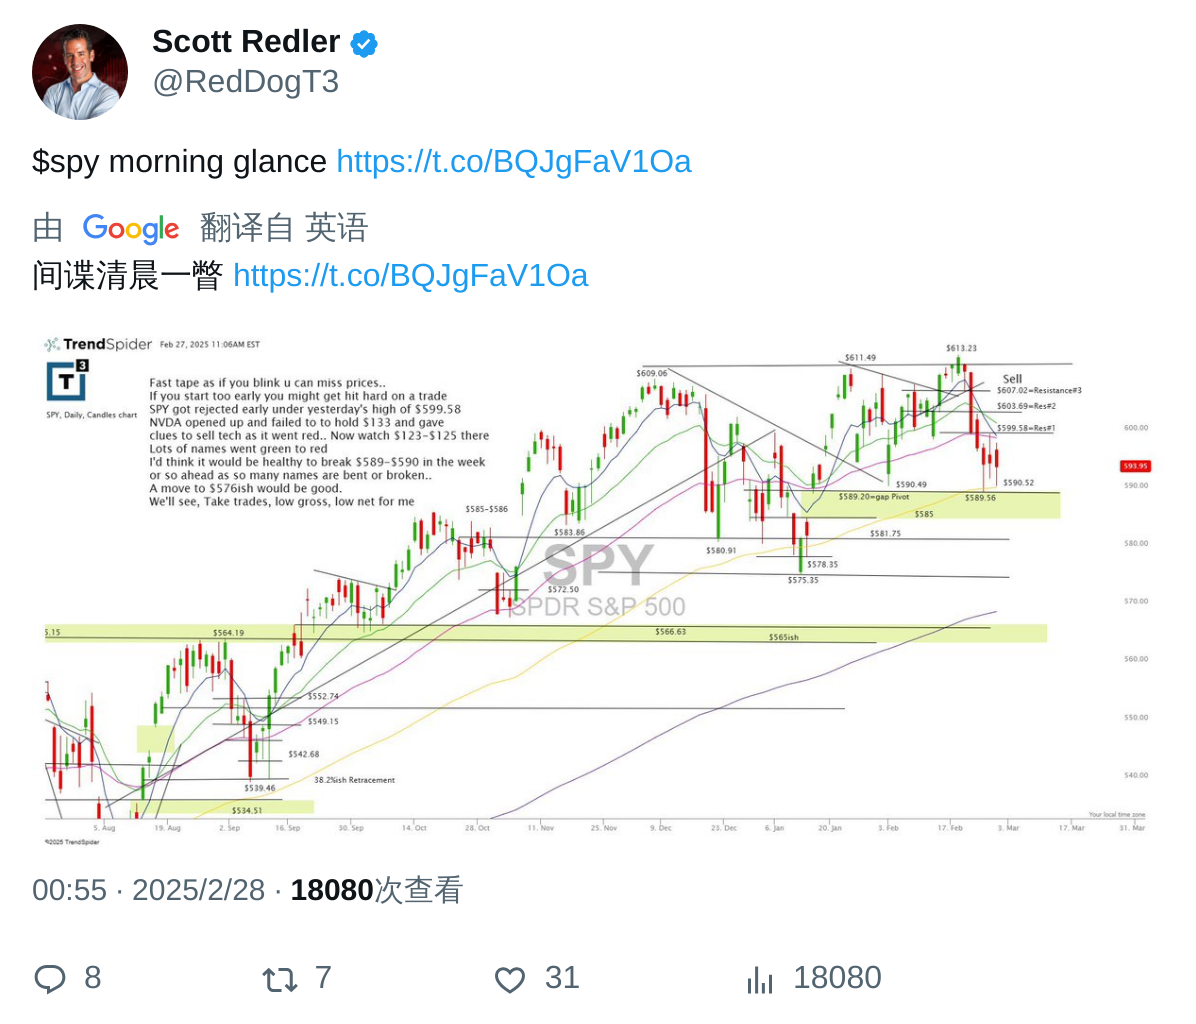 Scott Redler
@RedDogT3
$spy morning glance https://t.co/BQJgFaV1Oa
由 Google 翻译自 英语
间谍清晨一瞥 https://t.co/BQJgFaV1Oa
TrendSpider Feb 27, 2025 11:06AM EST
T 3
SPY, Daily, Candles chart
Fast tape as if you blink u can miss prices..
If you start too early you might get hit hard on a trade
SPY got rejected early under yesterday's high of $599.58
NVDA opened up and failed to to hold $133 and gave
clues to sell tech as it went red.. Now watch $123-$125 there
Lots of names went green to red
I'd think it would be healthy to break $589-$590 in the week
or so ahead as so many names are bent or broken..
A move to $576ish would be good.
We'll see, Take trades, low gross, low net for me
$613.23
$611.49
$609.06
Sell
$607.02=Resistance#3
$603.69=Res#2
$599.58=Res#1
600.00
593.95
590.00
$590.49
$590.52
$589.20=gap Pivot
$589.56
$585-$586
$585
$583.86
$581.75
580.00
$580.91
$578.35
$575.35
SPY
SPDR S&P 500
$572.50
570.00
5.15
$564.19
$566.63
$565ish
560.00
$552.74
$549.15
550.00
$542.68
540.00
38.2%ish Retracement
$539.46
$534.51
Your local time zone
5. Aug 19. Aug 2. Sep 16. Sep 30. Sep 14. Oct 28. Oct 11. Nov 25. Nov 9. Dec 23. Dec 6. Jan 20. Jan 3. Feb 17. Feb 3. Mar 17. Mar 31. Mar
©2025 TrendSpider
00:55 · 2025/2/28 · 18080次查看
8 7 31 18080